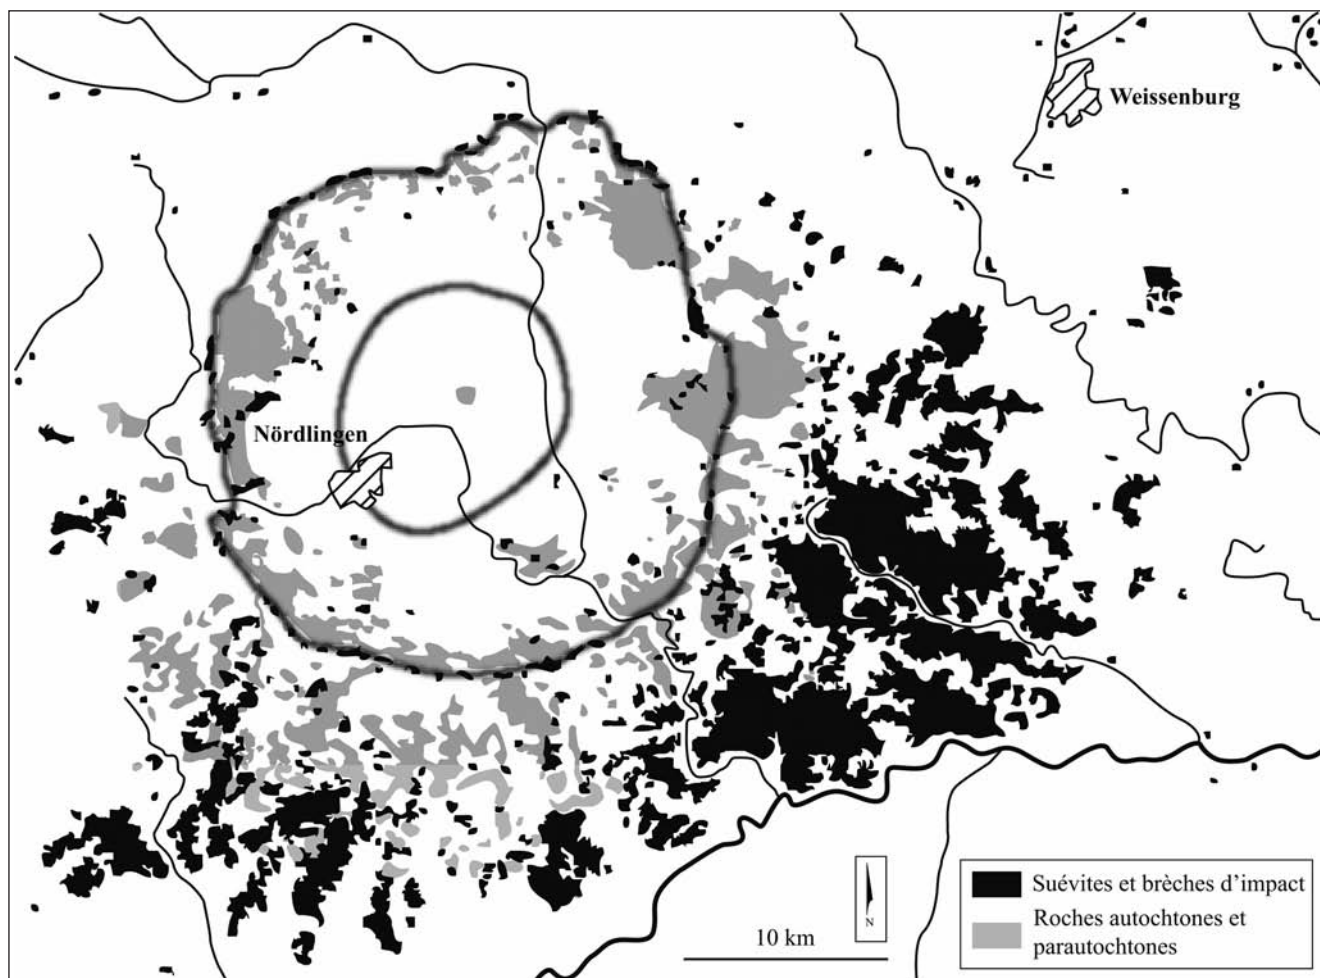 Weissenburg
Nördlingen
N
10 km
Suévites et brèches d’impact
Roches autochtones et
parautochtones